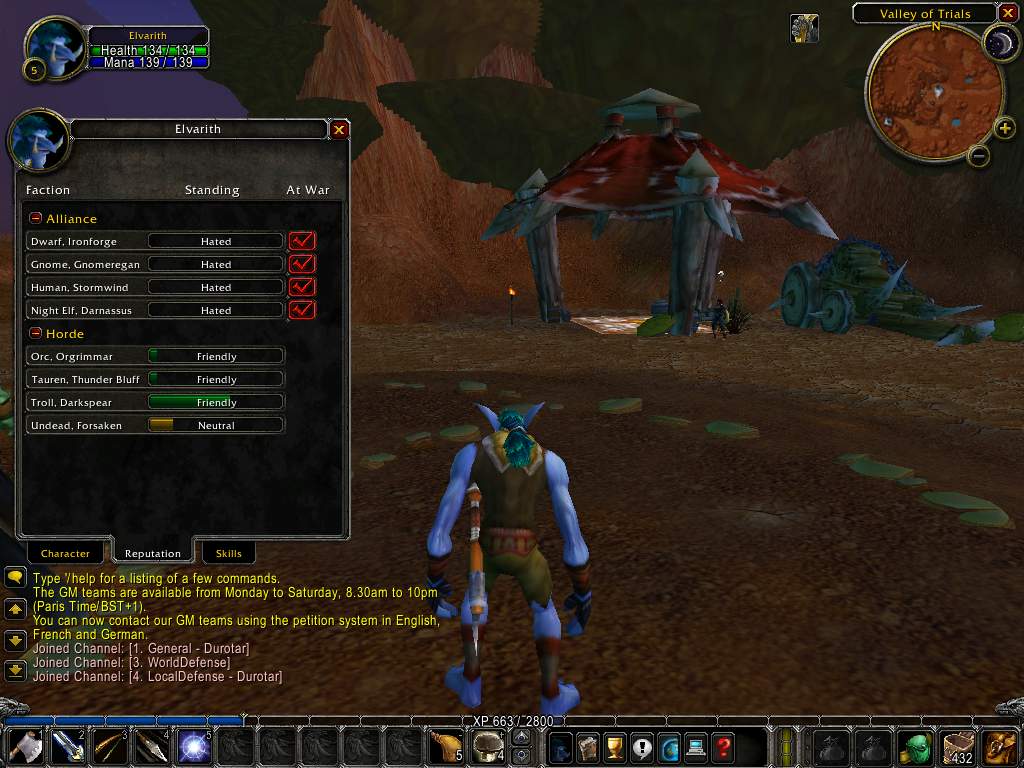 Elvarith
Health 134 / 134
Mana 139 / 139
5
Valley of Trials
N
Elvarith
Faction Standing At War
Alliance
Dwarf, Ironforge Hated
Gnome, Gnomeregan Hated
Human, Stormwind Hated
Night Elf, Darnassus Hated
Horde
Orc, Orgrimmar Friendly
Tauren, Thunder Bluff Friendly
Troll, Darkspear Friendly
Undead, Forsaken Neutral
Character Reputation Skills
Type '/help for a listing of a few commands.
The GM teams are available from Monday to Saturday, 8.30am to 10pm
(Paris Time/BST+1).
You can now contact our GM teams using the petition system in English,
French and German.
Joined Channel: [1. General - Durotar]
Joined Channel: [3. WorldDefense]
Joined Channel: [4. LocalDefense - Durotar]
XP 663 / 2800
1 2 3 4 5
5 4 432